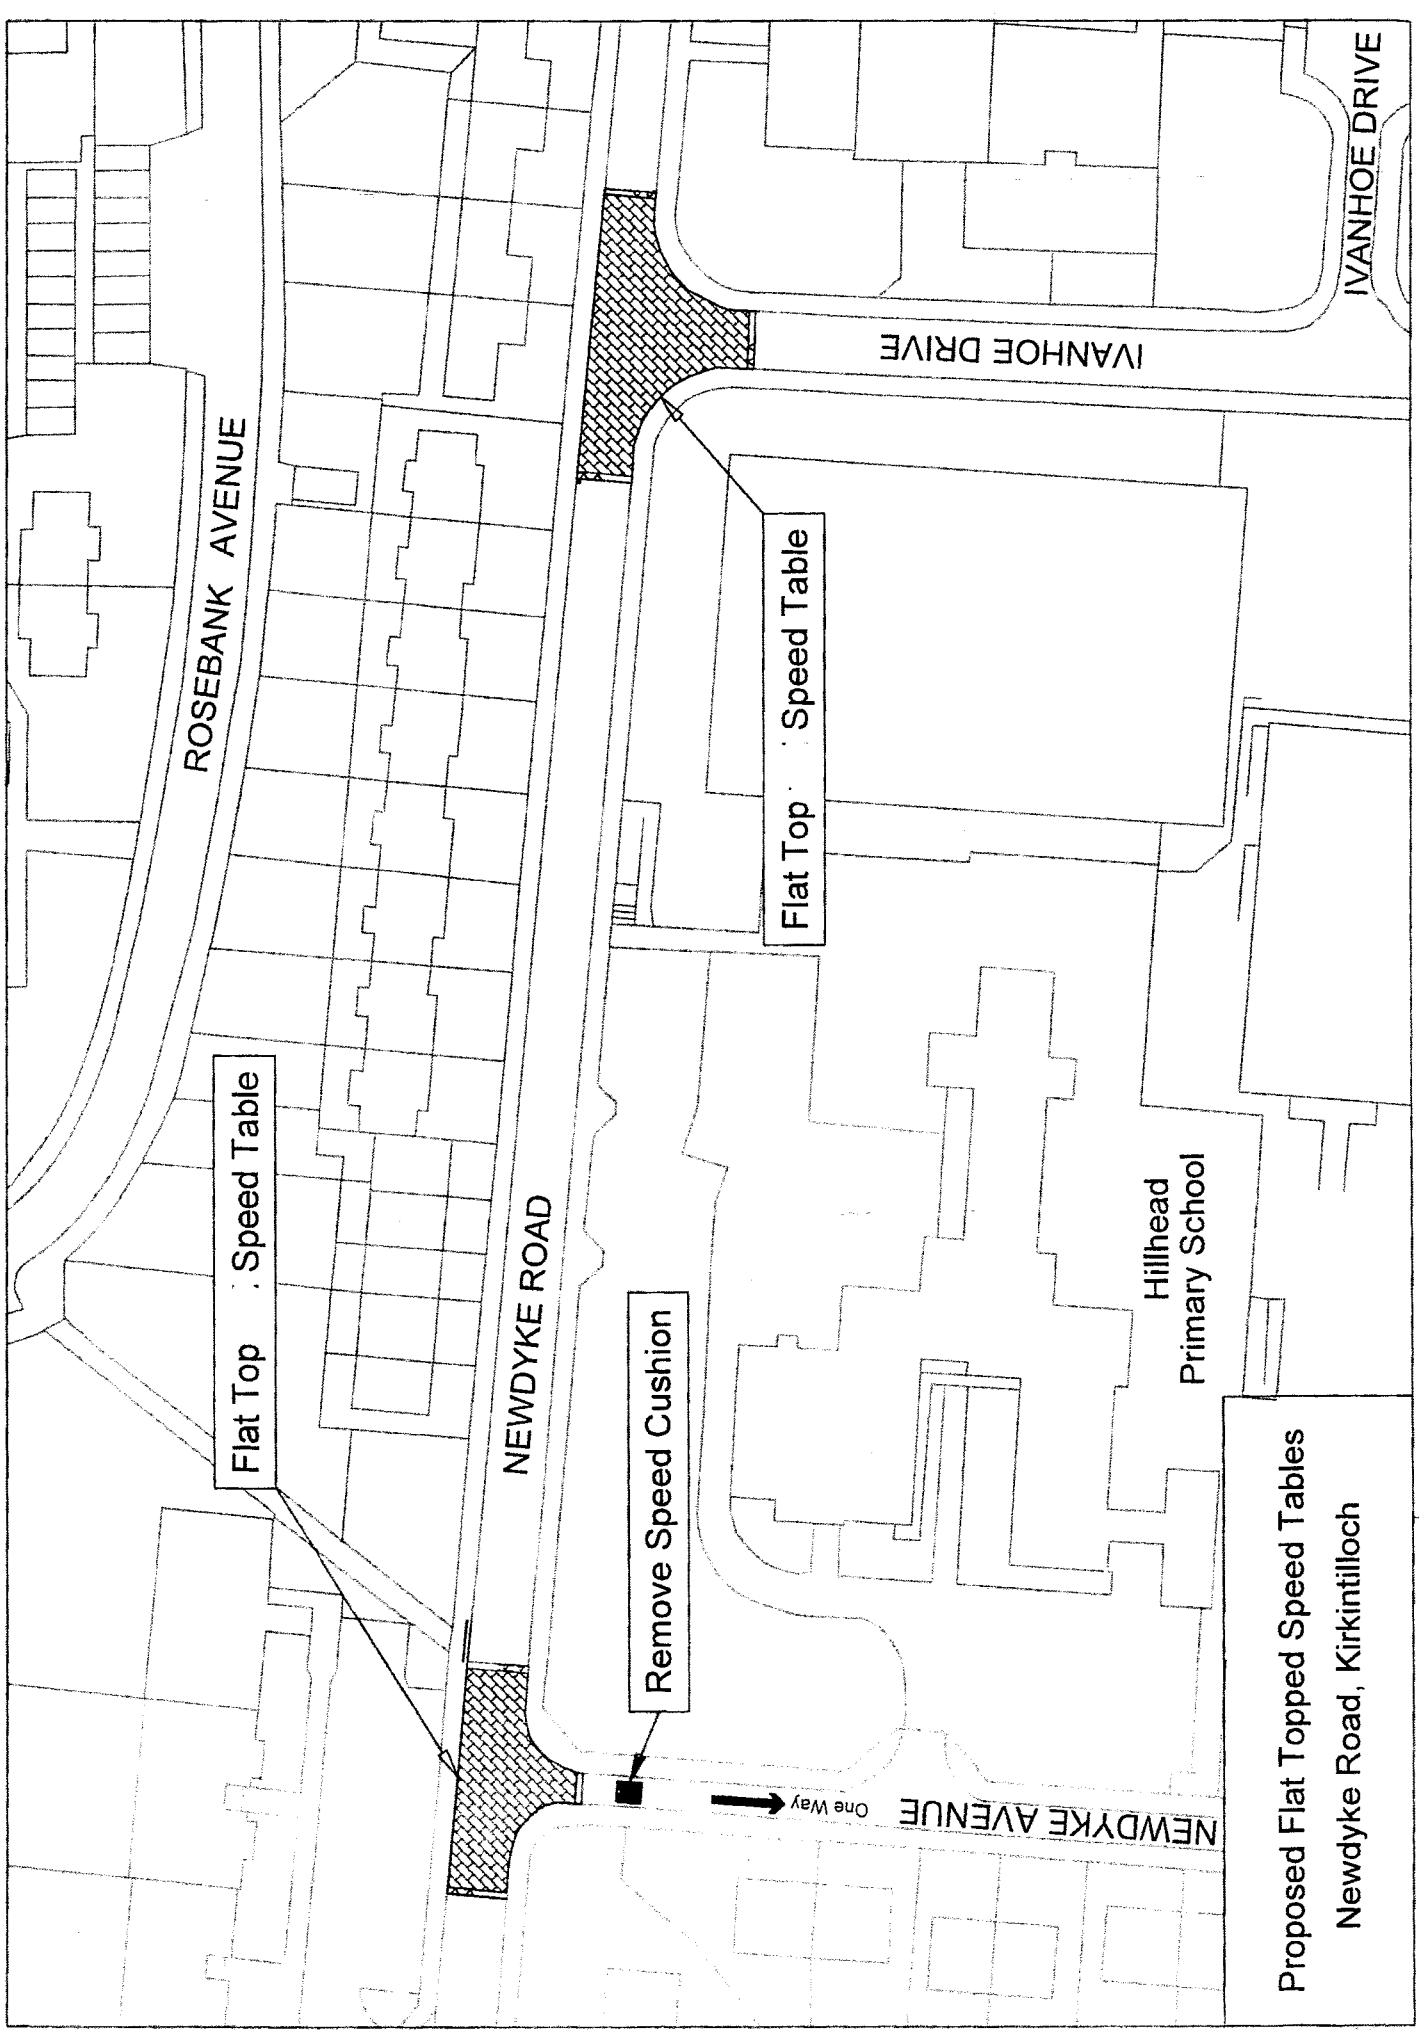 ROSEBANK AVENUE
IVANHOE DRIVE
IVANHOE DRIVE
Flat Top Speed Table
Flat Top Speed Table
NEWDYKE ROAD
Remove Speed Cushion
Hillhead
Primary School
One Way
NEWDYKE AVENUE
Proposed Flat Topped Speed Tables
Newdyke Road, Kirkintilloch